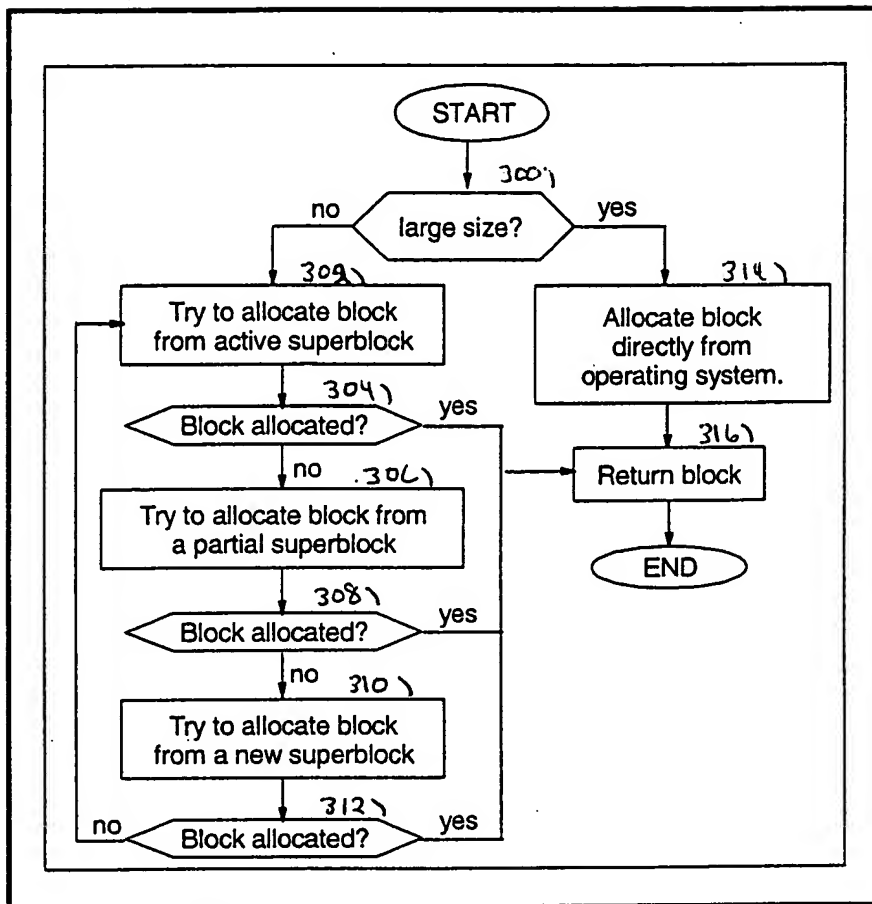 START
300
no
large size?
yes
302
Try to allocate block
from active superblock
314
Allocate block
directly from
operating system.
304
Block allocated?
yes
no
306
Try to allocate block from
a partial superblock
316
Return block
END
308
Block allocated?
yes
no
310
Try to allocate block
from a new superblock
312
no
Block allocated?
yes